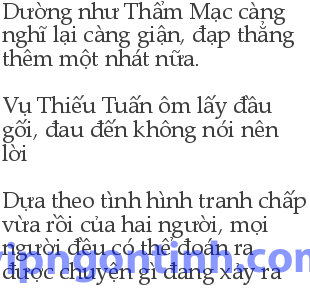 Dường như Thẩm Mạc càng
nghĩ lại càng giận, đạp thẳng
thêm một nhát nữa.
Vụ Thiếu Tuấn ôm lấy đầu
gối, đau đến không nói nên
lời
Dựa theo tình hình tranh chấp
vừa rồi của hai người, mọi
người đều có thể đoán ra
được chuyện gì đang xảy ra
vipngontinh.com